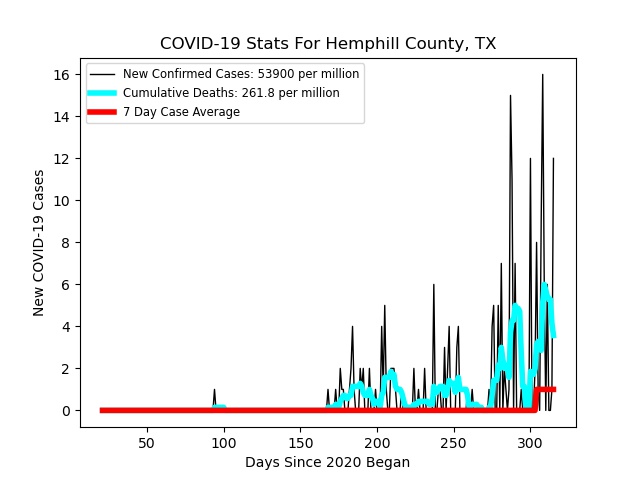 COVID-19 Stats For Hemphill County, TX
New Confirmed Cases: 53900 per million
Cumulative Deaths: 261.8 per million
7 Day Case Average
16
14
12
10
8
6
4
2
0
New COVID-19 Cases
50 100 150 200 250 300
Days Since 2020 Began